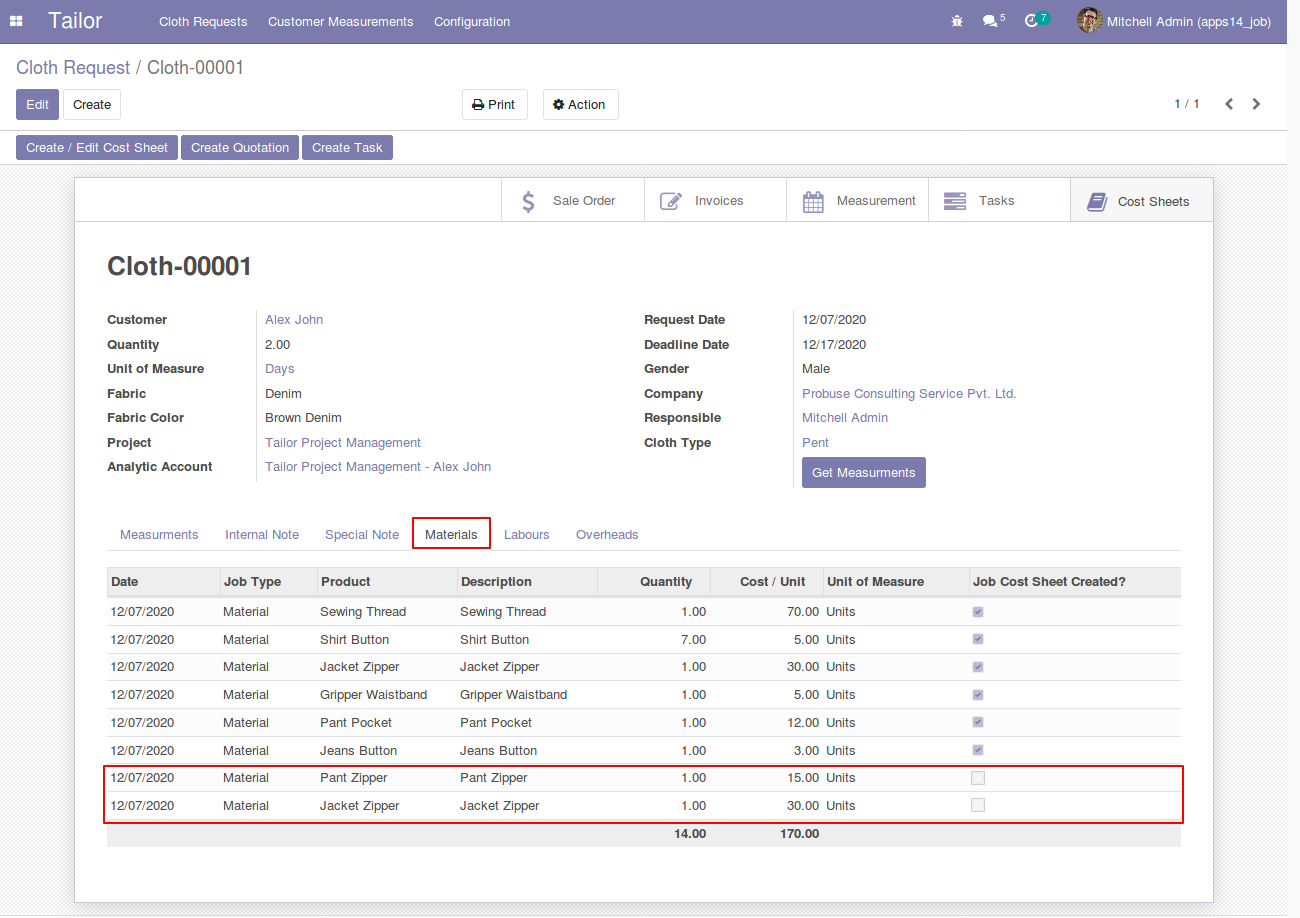 Tailor Cloth Requests Customer Measurements Configuration 5 7 Mitchell Admin (apps14_job)
Cloth Request / Cloth-00001
Edit Create Print Action 1 / 1
Create / Edit Cost Sheet Create Quotation Create Task
Sale Order Invoices Measurement Tasks Cost Sheets
Cloth-00001
Customer Alex John Request Date 12/07/2020
Quantity 2.00 Deadline Date 12/17/2020
Unit of Measure Days Gender Male
Fabric Denim Company Probuse Consulting Service Pvt. Ltd.
Fabric Color Brown Denim Responsible Mitchell Admin
Project Tailor Project Management Cloth Type Pent
Analytic Account Tailor Project Management - Alex John Get Measurments
Measurments Internal Note Special Note Materials Labours Overheads
Date Job Type Product Description Quantity Cost / Unit Unit of Measure Job Cost Sheet Created?
12/07/2020 Material Sewing Thread Sewing Thread 1.00 70.00 Units
12/07/2020 Material Shirt Button Shirt Button 7.00 5.00 Units
12/07/2020 Material Jacket Zipper Jacket Zipper 1.00 30.00 Units
12/07/2020 Material Gripper Waistband Gripper Waistband 1.00 5.00 Units
12/07/2020 Material Pant Pocket Pant Pocket 1.00 12.00 Units
12/07/2020 Material Jeans Button Jeans Button 1.00 3.00 Units
12/07/2020 Material Pant Zipper Pant Zipper 1.00 15.00 Units
12/07/2020 Material Jacket Zipper Jacket Zipper 1.00 30.00 Units
14.00 170.00